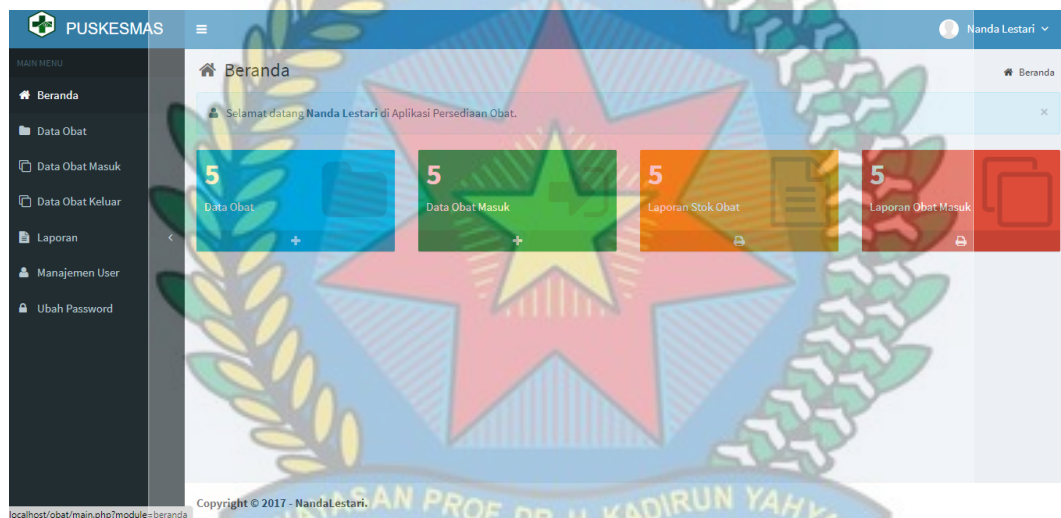 PUSKESMAS
Nanda Lestari
MAIN MENU
Beranda
Data Obat
Data Obat Masuk
Data Obat Keluar
Laporan
Manajemen User
Ubah Password
Beranda
Beranda
Selamat datang Nanda Lestari di Aplikasi Persediaan Obat.
5
Data Obat
5
Data Obat Masuk
5
Laporan Stok Obat
5
Laporan Obat Masuk
Copyright © 2017 - NandaLestari.
localhost/obat/main.php?module=beranda
PROF. DR. H. KADIRUN